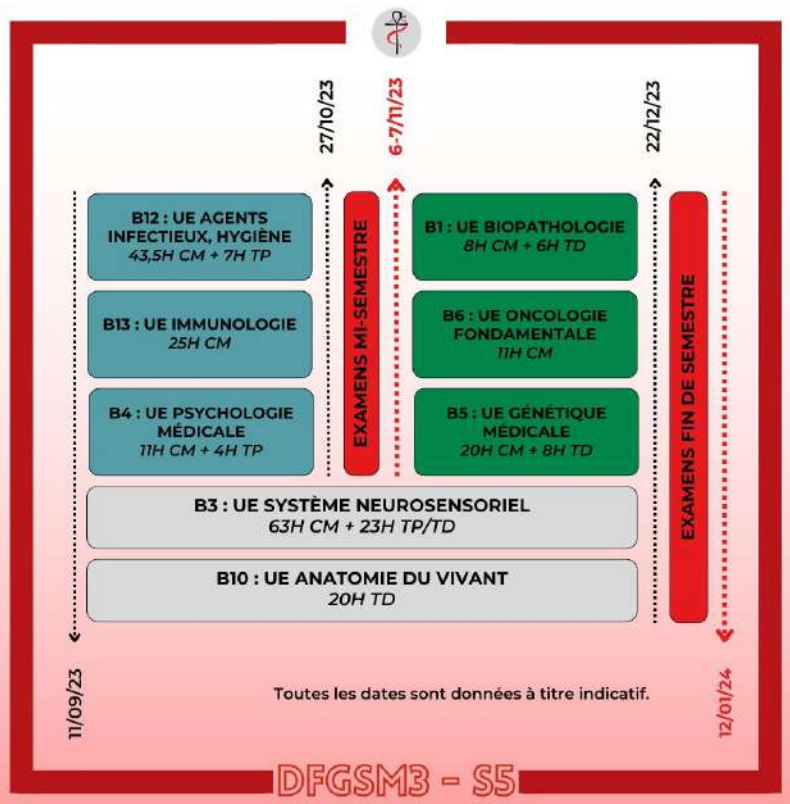 27/10/23
6-7/11/23
22/12/23
B12 : UE AGENTS
INFECTIEUX, HYGIÈNE
43,5H CM + 7H TP
B13 : UE IMMUNOLOGIE
25H CM
B4 : UE PSYCHOLOGIE
MÉDICALE
11H CM + 4H TP
EXAMENS MI-SEMESTRE
B1 : UE BIOPATHOLOGIE
8H CM + 6H TD
B6 : UE ONCOLOGIE
FONDAMENTALE
11H CM
B5 : UE GÉNÉTIQUE
MÉDICALE
20H CM + 8H TD
EXAMENS FIN DE SEMESTRE
B3 : UE SYSTÈME NEUROSENSORIEL
63H CM + 23H TP/TD
B10 : UE ANATOMIE DU VIVANT
20H TD
11/09/23
Toutes les dates sont données à titre indicatif.
12/01/24
DFGSM3 - S5